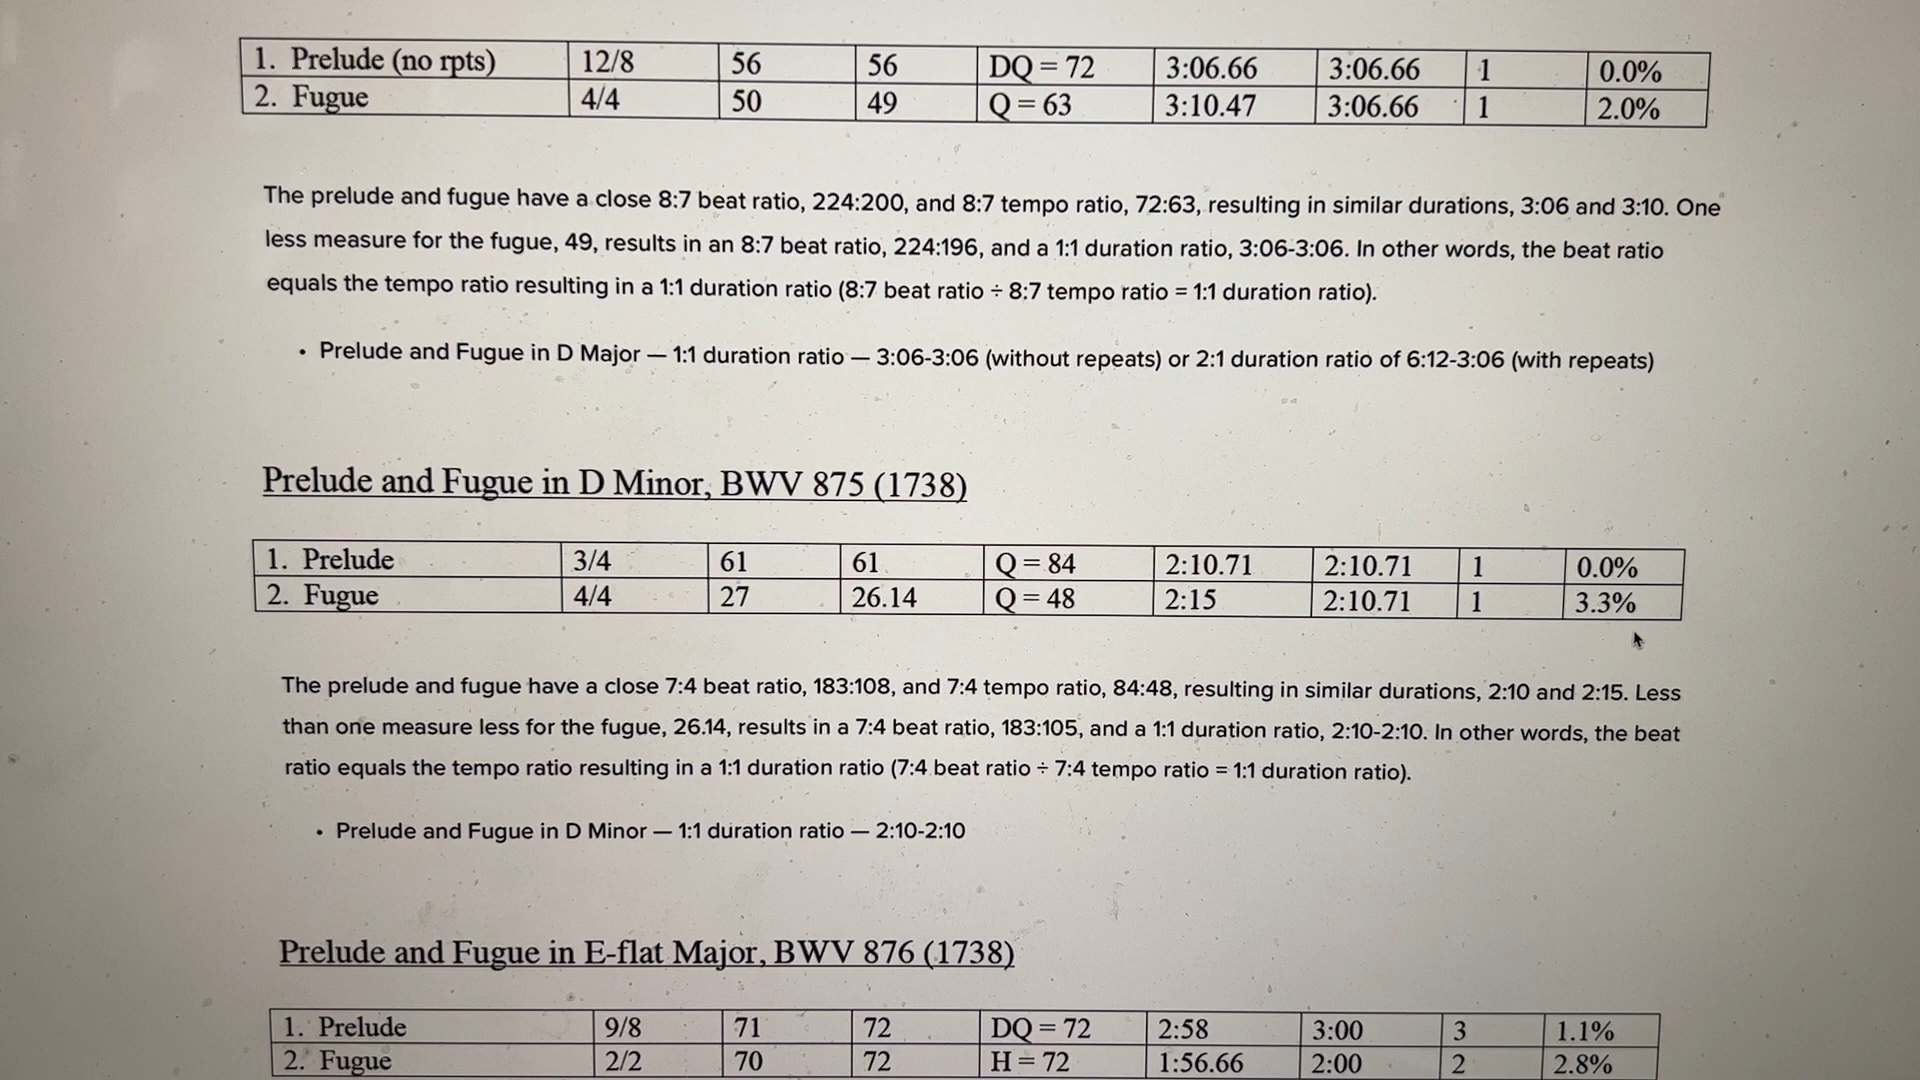 1. Prelude (no rpts) 12/8 56 56 DQ = 72 3:06.66 3:06.66 1 0.0%
2. Fugue 4/4 50 49 Q = 63 3:10.47 3:06.66 1 2.0%
The prelude and fugue have a close 8:7 beat ratio, 224:200, and 8:7 tempo ratio, 72:63, resulting in similar durations, 3:06 and 3:10. One
less measure for the fugue, 49, results in an 8:7 beat ratio, 224:196, and a 1:1 duration ratio, 3:06-3:06. In other words, the beat ratio
equals the tempo ratio resulting in a 1:1 duration ratio (8:7 beat ratio ÷ 8:7 tempo ratio = 1:1 duration ratio).
• Prelude and Fugue in D Major — 1:1 duration ratio — 3:06-3:06 (without repeats) or 2:1 duration ratio of 6:12-3:06 (with repeats)
Prelude and Fugue in D Minor, BWV 875 (1738)
1. Prelude 3/4 61 61 Q = 84 2:10.71 2:10.71 1 0.0%
2. Fugue 4/4 27 26.14 Q = 48 2:15 2:10.71 1 3.3%
The prelude and fugue have a close 7:4 beat ratio, 183:108, and 7:4 tempo ratio, 84:48, resulting in similar durations, 2:10 and 2:15. Less
than one measure less for the fugue, 26.14, results in a 7:4 beat ratio, 183:105, and a 1:1 duration ratio, 2:10-2:10. In other words, the beat
ratio equals the tempo ratio resulting in a 1:1 duration ratio (7:4 beat ratio ÷ 7:4 tempo ratio = 1:1 duration ratio).
• Prelude and Fugue in D Minor — 1:1 duration ratio — 2:10-2:10
Prelude and Fugue in E-flat Major, BWV 876 (1738)
1. Prelude 9/8 71 72 DQ = 72 2:58 3:00 3 1.1%
2. Fugue 2/2 70 72 H = 72 1:56.66 2:00 2 2.8%